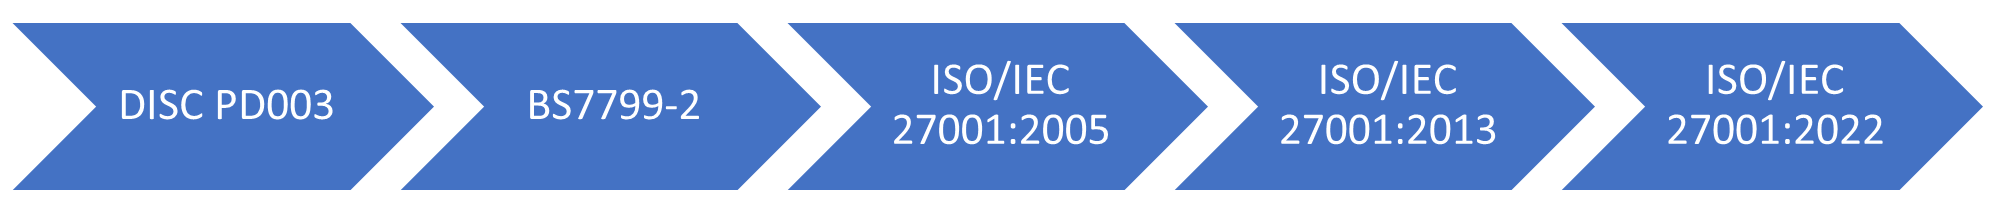 DISC PD003
BS7799-2
ISO/IEC
27001:2005
ISO/IEC
27001:2013
ISO/IEC
27001:2022